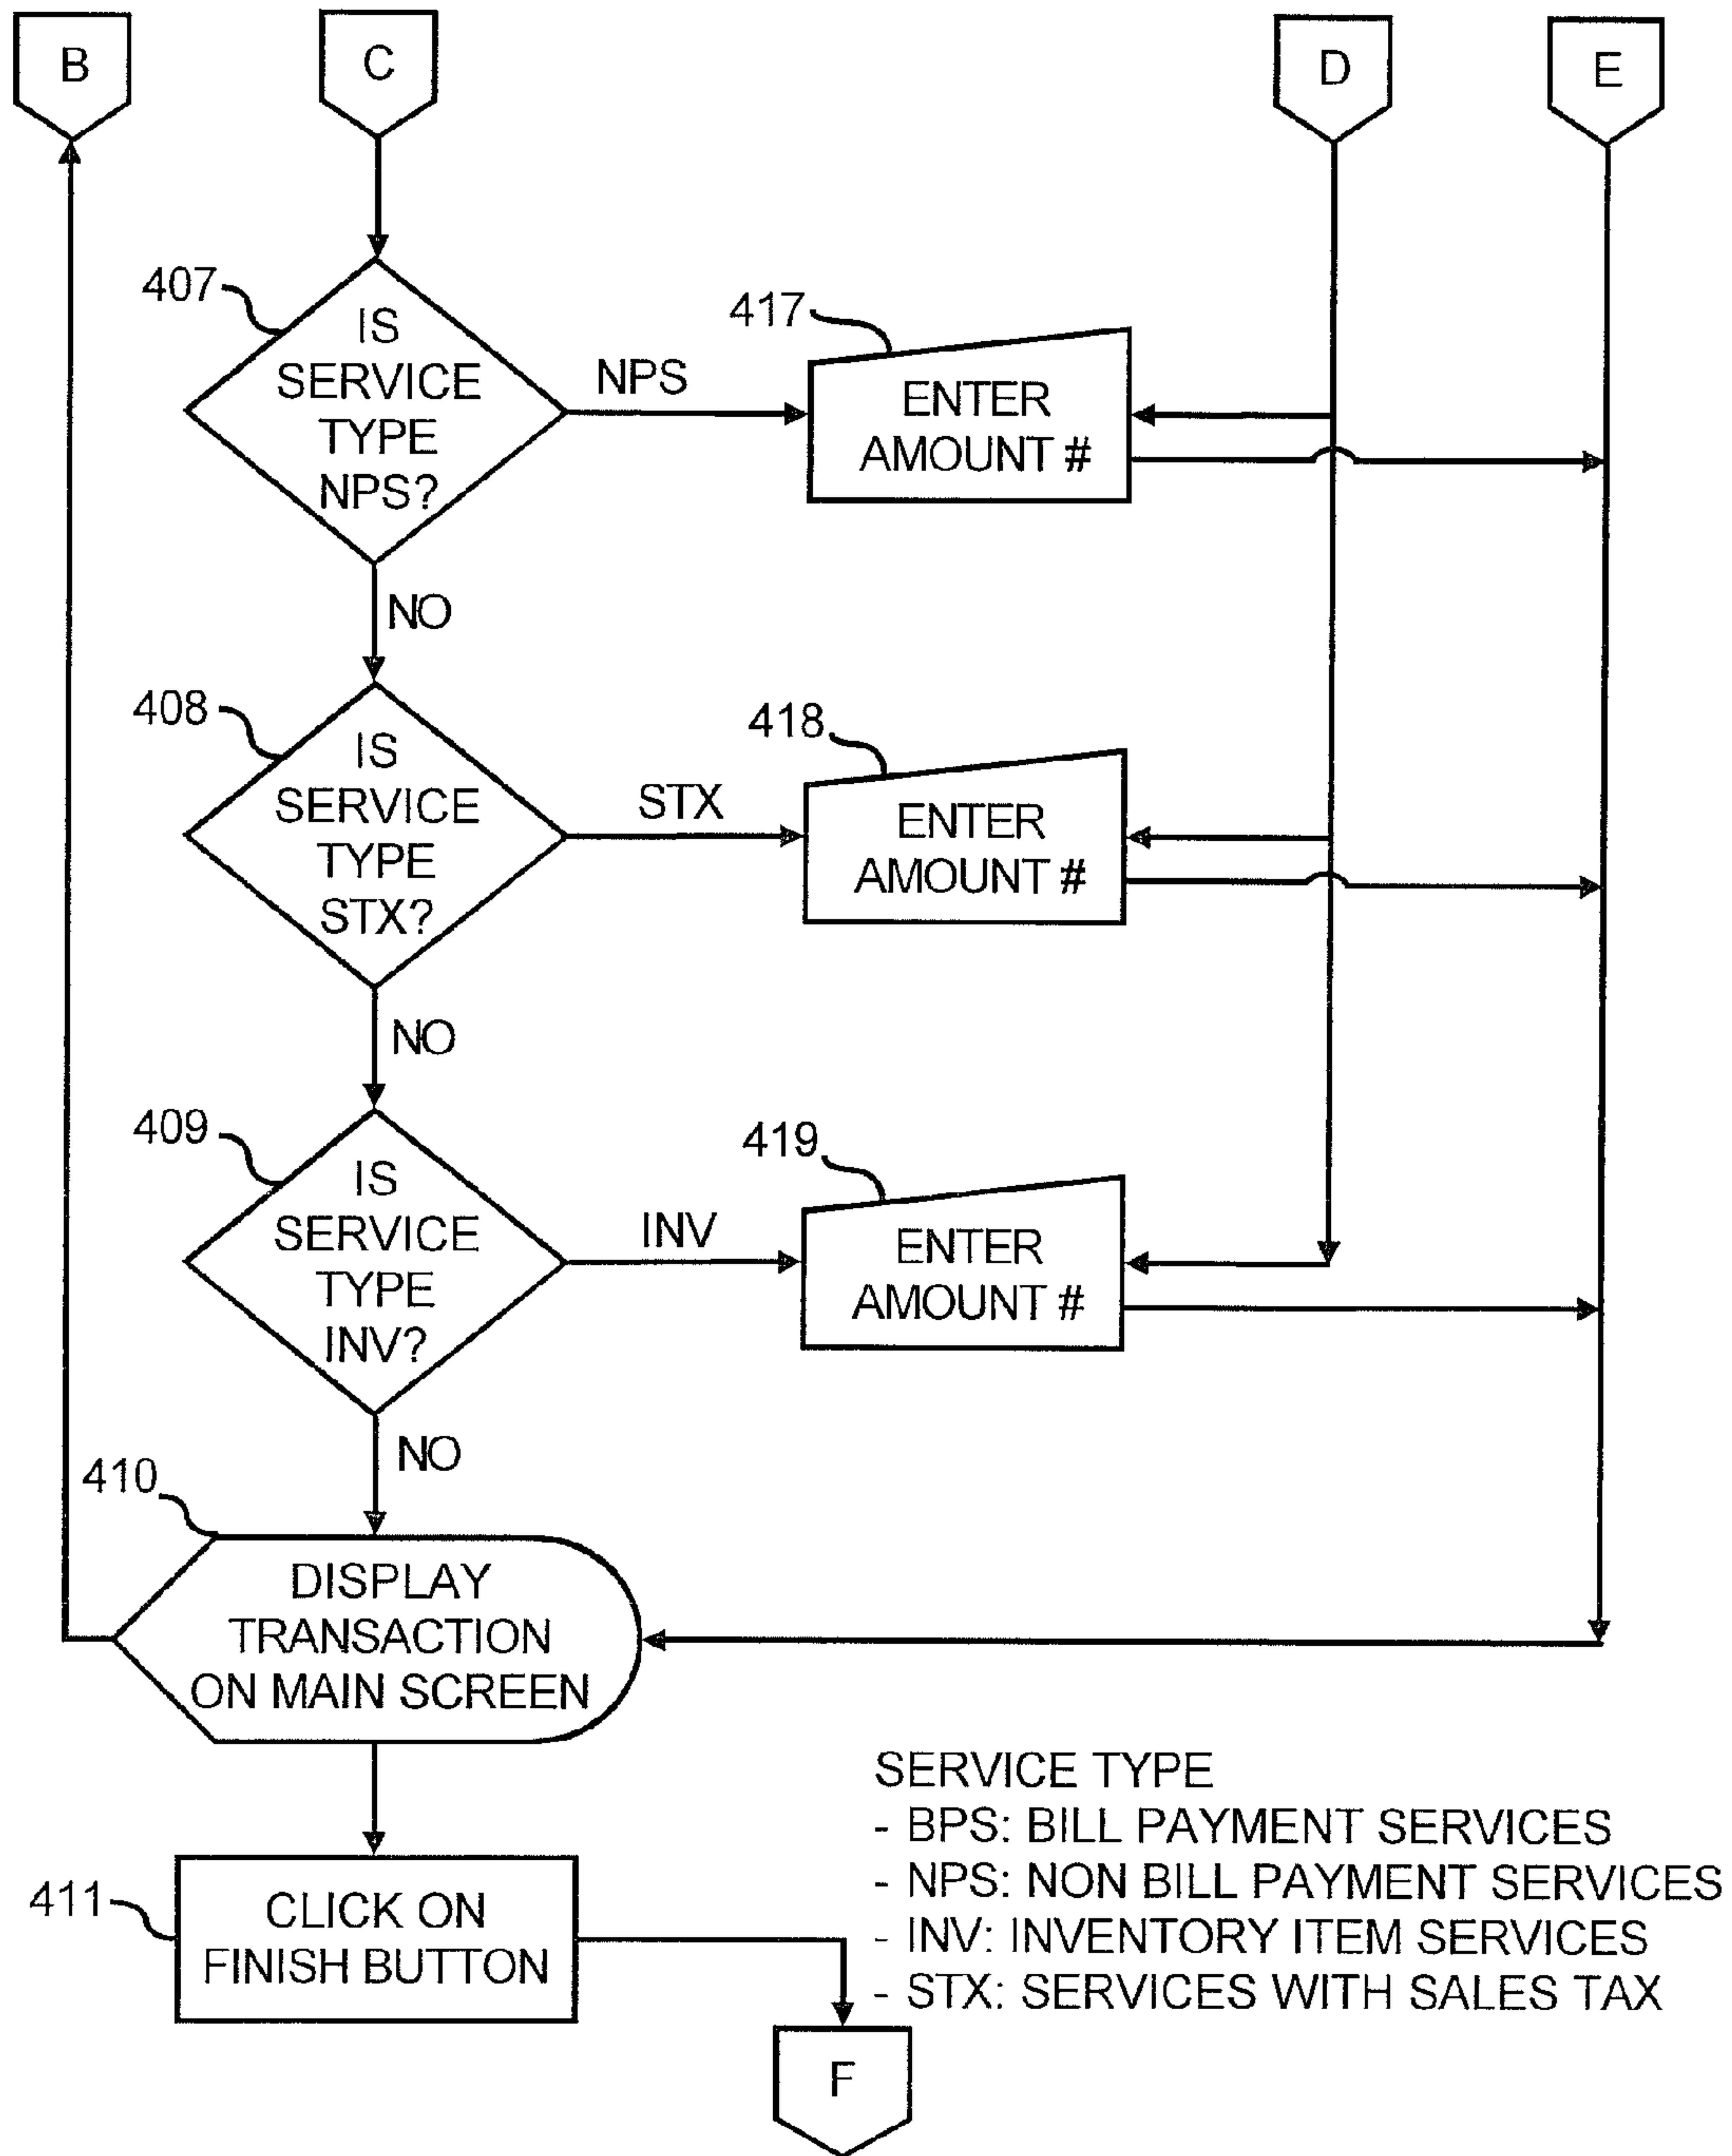 B
C
D
E
407
IS
SERVICE
TYPE
NPS?
NPS
417
ENTER
AMOUNT #
NO
408
IS
SERVICE
TYPE
STX?
STX
418
ENTER
AMOUNT #
NO
409
IS
SERVICE
TYPE
INV?
INV
419
ENTER
AMOUNT #
NO
410
DISPLAY
TRANSACTION
ON MAIN SCREEN
411
CLICK ON
FINISH BUTTON
SERVICE TYPE
- BPS: BILL PAYMENT SERVICES
- NPS: NON BILL PAYMENT SERVICES
- INV: INVENTORY ITEM SERVICES
- STX: SERVICES WITH SALES TAX
F